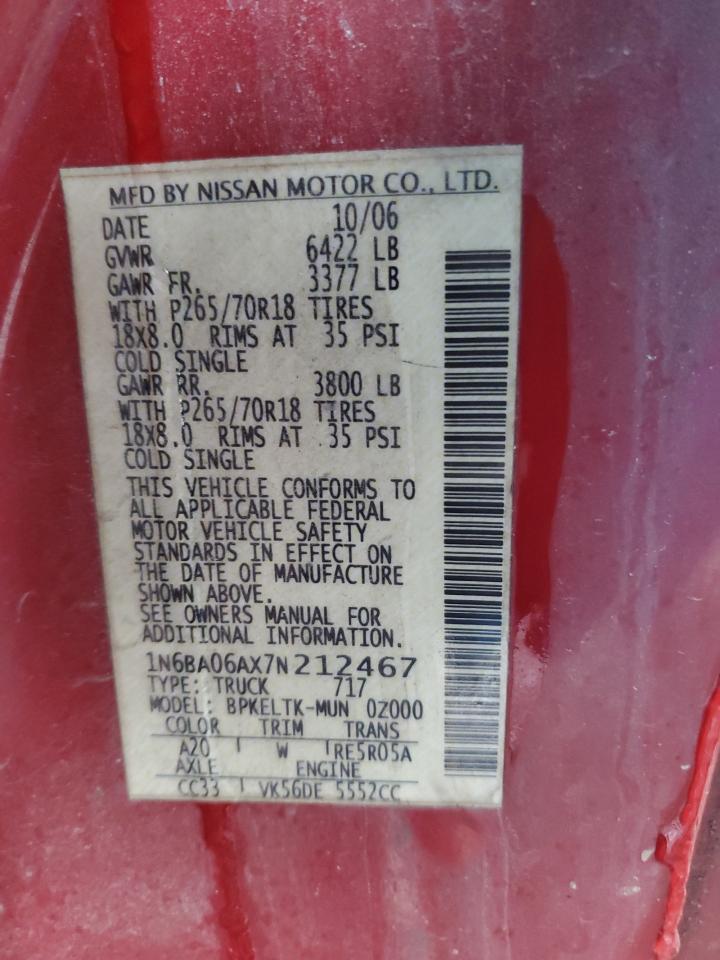 MFD BY NISSAN MOTOR CO., LTD.
DATE 10/06
GVWR 6422 LB
GAWR FR. 3377 LB
WITH P265/70R18 TIRES
18X8.0 RIMS AT 35 PSI
COLD SINGLE
GAWR RR. 3800 LB
WITH P265/70R18 TIRES
18X8.0 RIMS AT 35 PSI
COLD SINGLE
THIS VEHICLE CONFORMS TO
ALL APPLICABLE FEDERAL
MOTOR VEHICLE SAFETY
STANDARDS IN EFFECT ON
THE DATE OF MANUFACTURE
SHOWN ABOVE.
SEE OWNERS MANUAL FOR
ADDITIONAL INFORMATION.
1N6BA06AX7N212467
TYPE: TRUCK 717
MODEL: BPKELTK-MUN 0Z000
COLOR TRIM TRANS
A20 W RE5R05A
AXLE ENGINE
CC33 VK56DE 5552CC